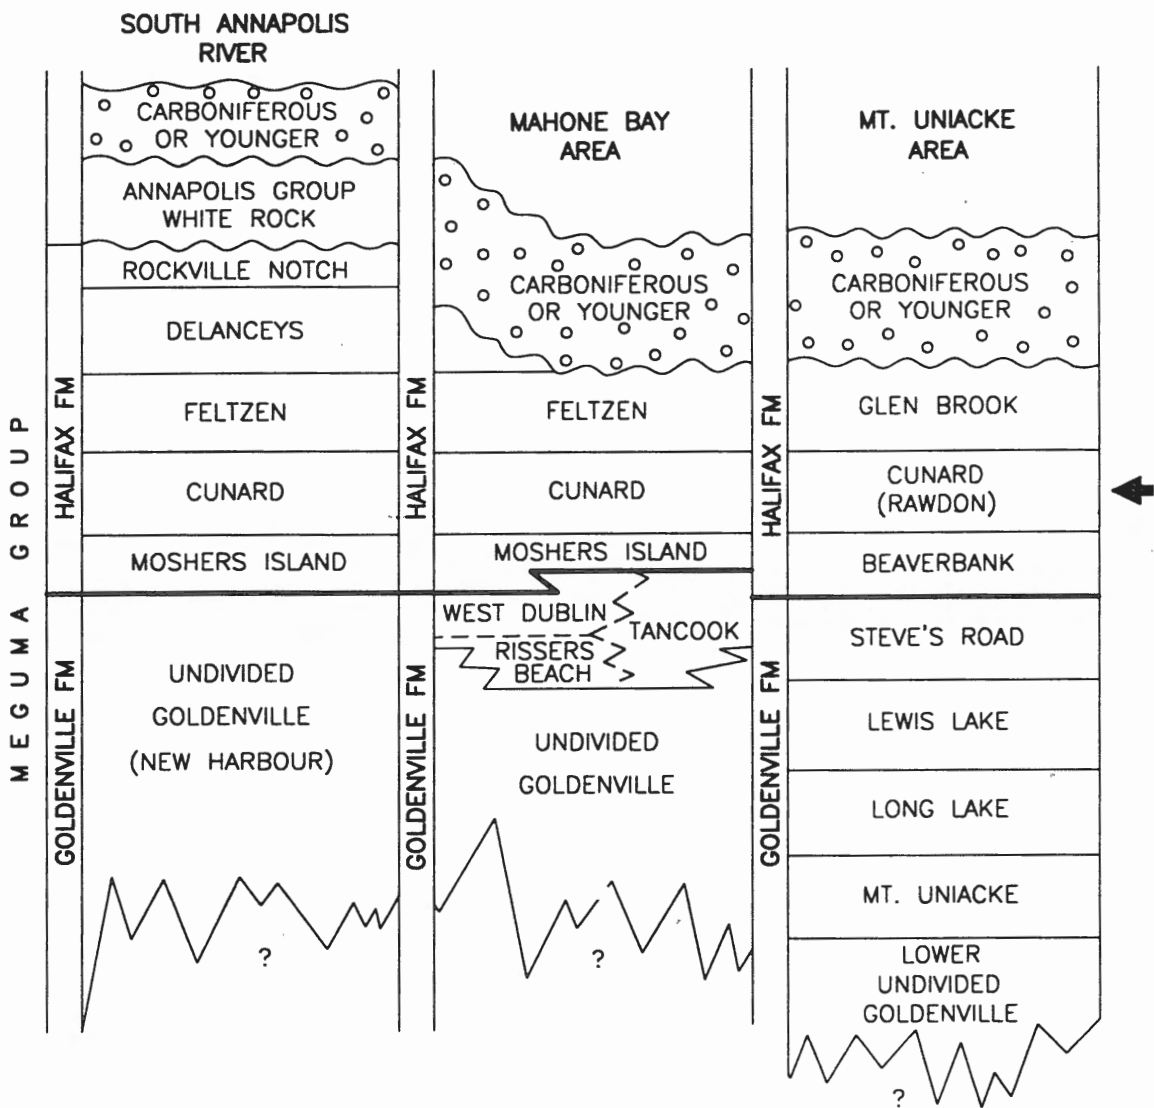 SOUTH ANNAPOLIS
RIVER
CARBONIFEROUS
OR YOUNGER
ANNAPOLIS GROUP
WHITE ROCK
ROCKVILLE NOTCH
DELANCEYS
FELTZEN
CUNARD
MOSHERS ISLAND
UNDIVIDED
GOLDENVILLE
(NEW HARBOUR)
?
MEGUMA GROUP
HALIFAX FM
GOLDENVILLE FM
MAHONE BAY
AREA
CARBONIFEROUS
OR YOUNGER
FELTZEN
CUNARD
MOSHERS ISLAND
WEST DUBLIN
TANCOOK
RISSERS
BEACH
UNDIVIDED
GOLDENVILLE
?
HALIFAX FM
GOLDENVILLE FM
MT. UNIACKE
AREA
CARBONIFEROUS
OR YOUNGER
GLEN BROOK
CUNARD
(RAWDON)
BEAVERBANK
STEVE'S ROAD
LEWIS LAKE
LONG LAKE
MT. UNIACKE
LOWER
UNDIVIDED
GOLDENVILLE
?
HALIFAX FM
GOLDENVILLE FM